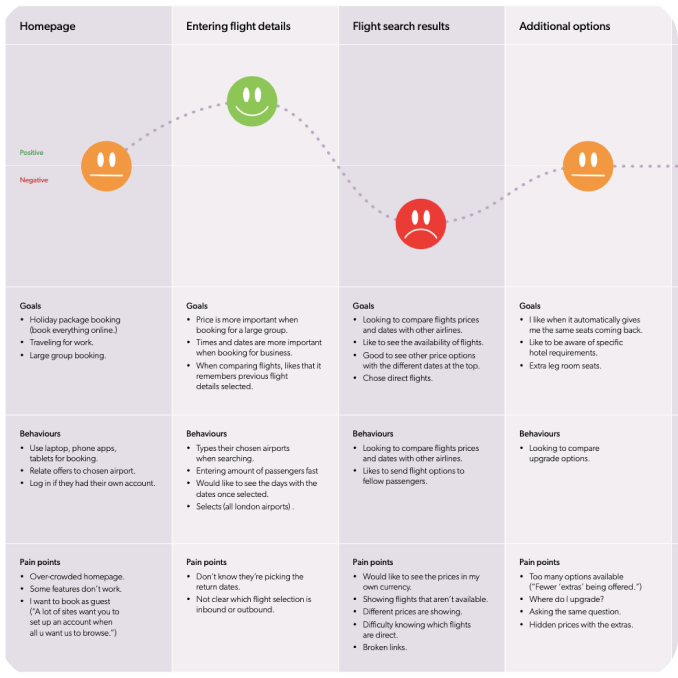 Homepage
Entering flight details
Flight search results
Additional options
Positive
Negative
Goals
• Holiday package booking
(book everything online.)
• Traveling for work.
• Large group booking.
Goals
• Price is more important when
booking for a large group.
• Times and dates are more important
when booking for business.
• When comparing flights, likes that it
remembers previous flight
details selected.
Goals
• Looking to compare flights prices
and dates with other airlines.
• Like to see the availability of flights.
• Good to see other price options
with the different dates at the top.
• Chose direct flights.
Goals
• I like when it automatically gives
me the same seats coming back.
• Like to be aware of specific
hotel requirements.
• Extra leg room seats.
Behaviours
• Use laptop, phone apps,
tablets for booking.
• Relate offers to chosen airport.
• Log in if they had their own account.
Behaviours
• Types their chosen airports
when searching.
• Entering amount of passengers fast
• Would like to see the days with the
dates once selected.
• Selects (all london airports) .
Behaviours
• Looking to compare flights prices
and dates with other airlines.
• Likes to send flight options to
fellow passengers.
Behaviours
• Looking to compare
upgrade options.
Pain points
• Over-crowded homepage.
• Some features don't work.
• I want to book as guest
("A lot of sites want you to
set up an account when
all u want us to browse.")
Pain points
• Don't know they're picking the
return dates.
• Not clear which flight selection is
inbound or outbound.
Pain points
• Would like to see the prices in my
own currency.
• Showing flights that aren't available.
• Different prices are showing.
• Difficulty knowing which flights
are direct.
• Broken links.
Pain points
• Too many options available
("Fewer 'extras' being offered.")
• Where do I upgrade?
• Asking the same question.
• Hidden prices with the extras.